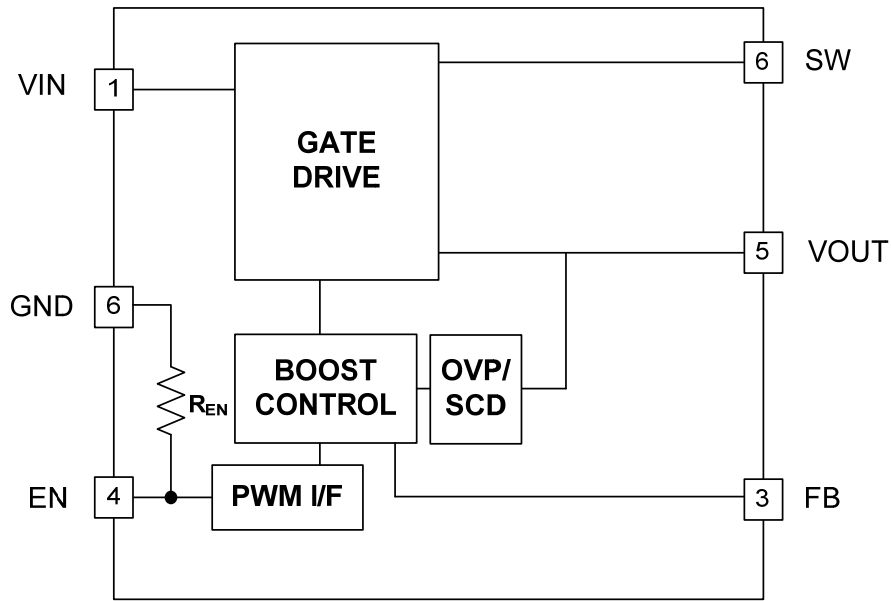 VIN
1
GATE
DRIVE
6
SW
5
VOUT
GND
6
REN
BOOST
CONTROL
OVP/
SCD
EN
4
PWM I/F
3
FB